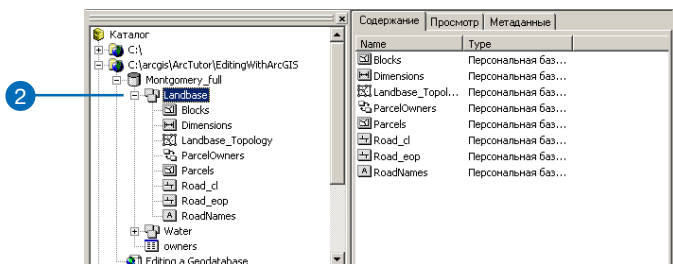 Каталог
C:\
C:\arcgis\ArcTutor\EditingWithArcGIS
Montgomery_full
2
Landbase
Blocks
Dimensions
Landbase_Topology
ParcelOwners
Parcels
Road_cl
Road_eop
RoadNames
Water
owners
Editing a Geodatabase
Содержание Просмотр Метаданные
Name Type
Blocks Персональная баз...
Dimensions Персональная баз...
Landbase_Topol... Персональная баз...
ParcelOwners Персональная баз...
Parcels Персональная баз...
Road_cl Персональная баз...
Road_eop Персональная баз...
RoadNames Персональная баз...